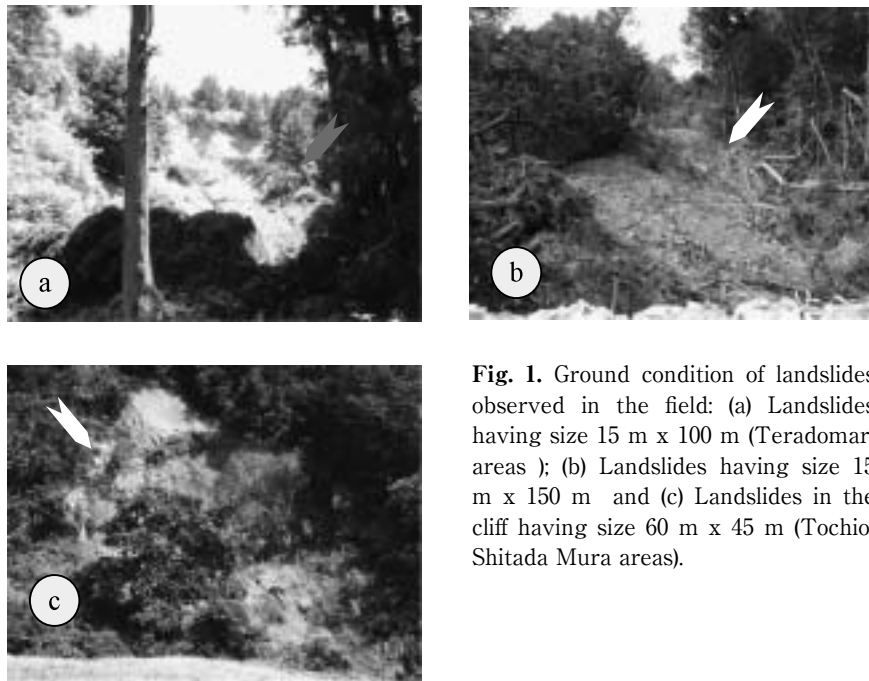 a
b
c
Fig. 1. Ground condition of landslides
observed in the field: (a) Landslides
having size 15 m x 100 m (Teradomar
areas ); (b) Landslides having size 15
m x 150 m and (c) Landslides in the
cliff having size 60 m x 45 m (Tochio
Shitada Mura areas).